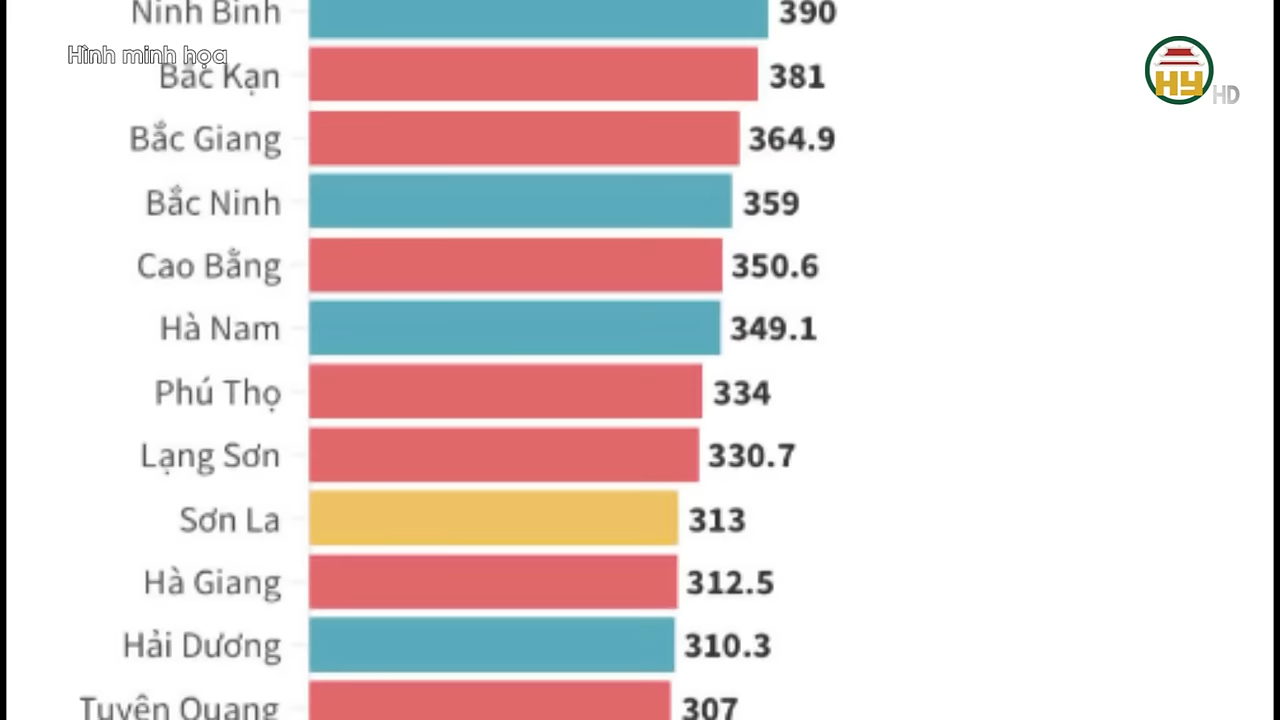 Ninh Bình 390
Hình minh họa
Bắc Kạn 381
Bắc Giang 364.9
Bắc Ninh 359
Cao Bằng 350.6
Hà Nam 349.1
Phú Thọ 334
Lạng Sơn 330.7
Sơn La 313
Hà Giang 312.5
Hải Dương 310.3
Tuyên Quang 307
HY HD